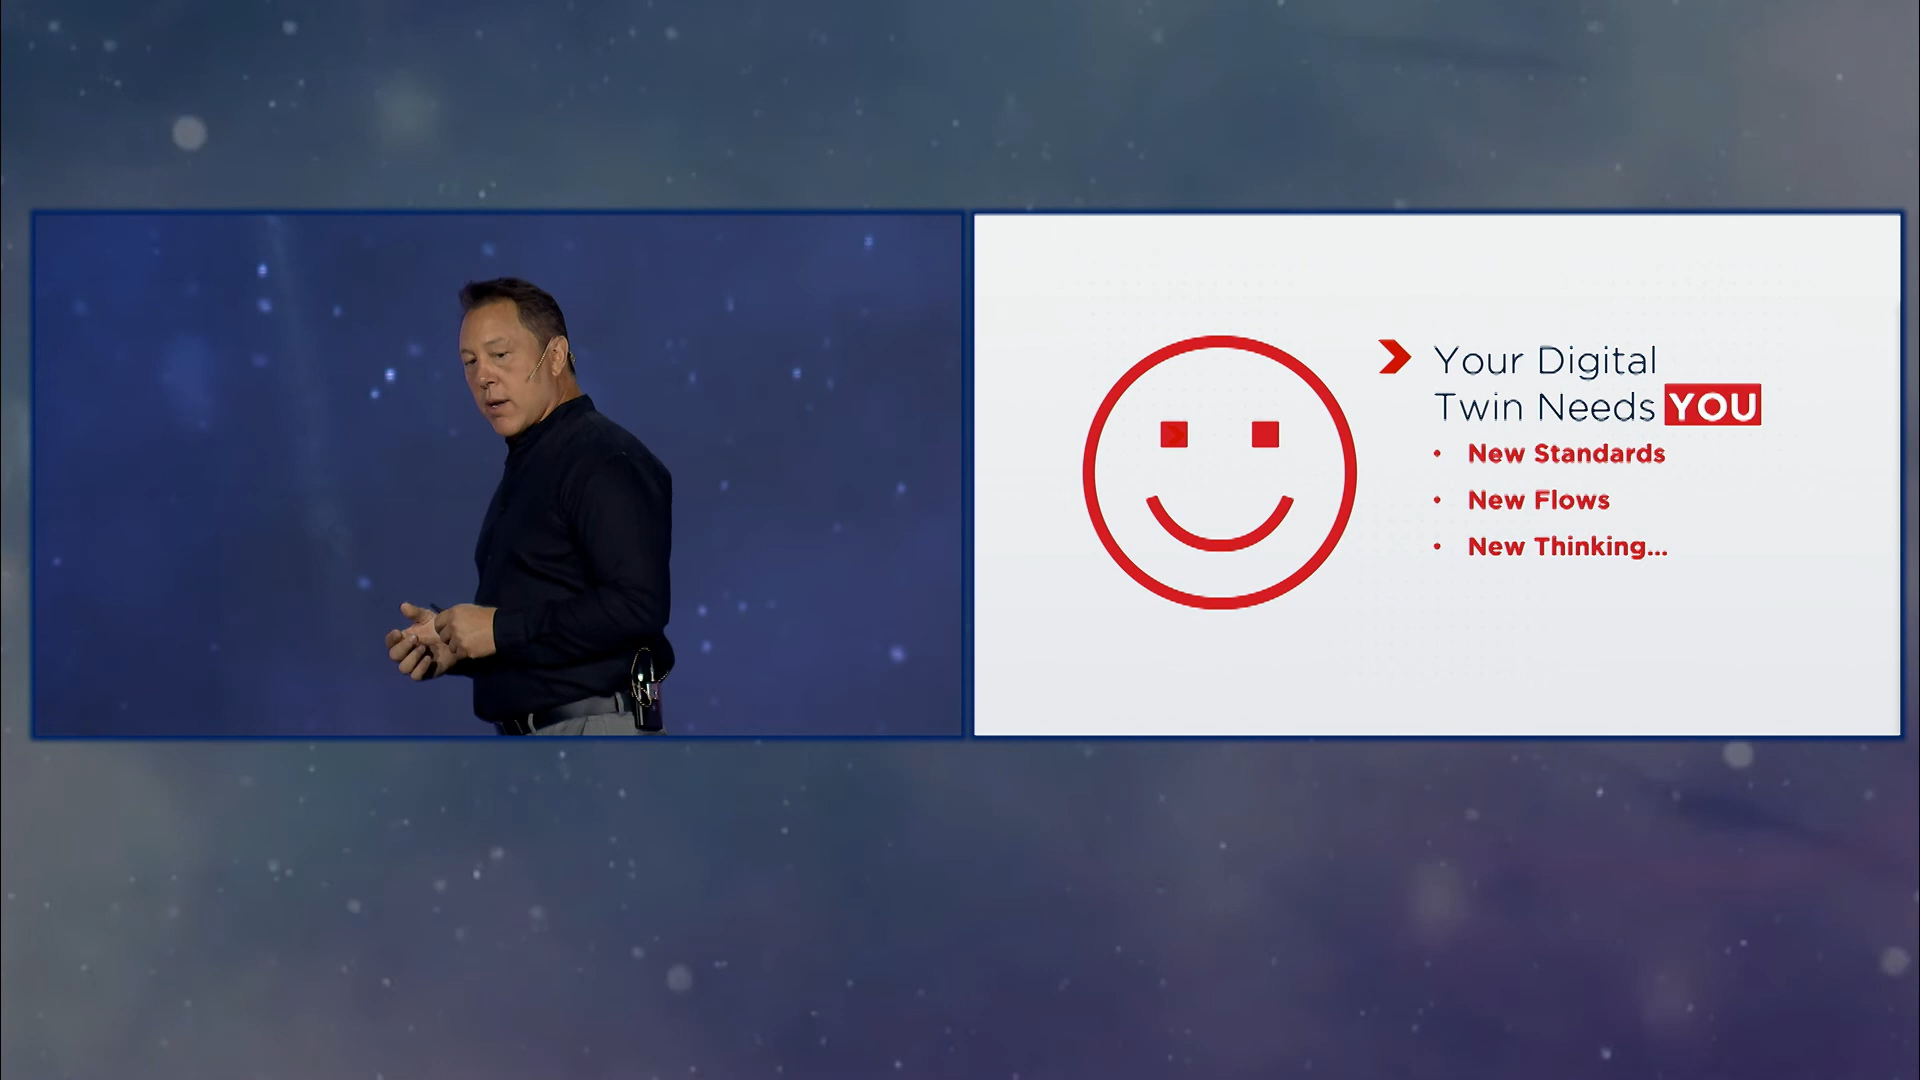 Your Digital
Twin Needs YOU
• New Standards
• New Flows
• New Thinking...